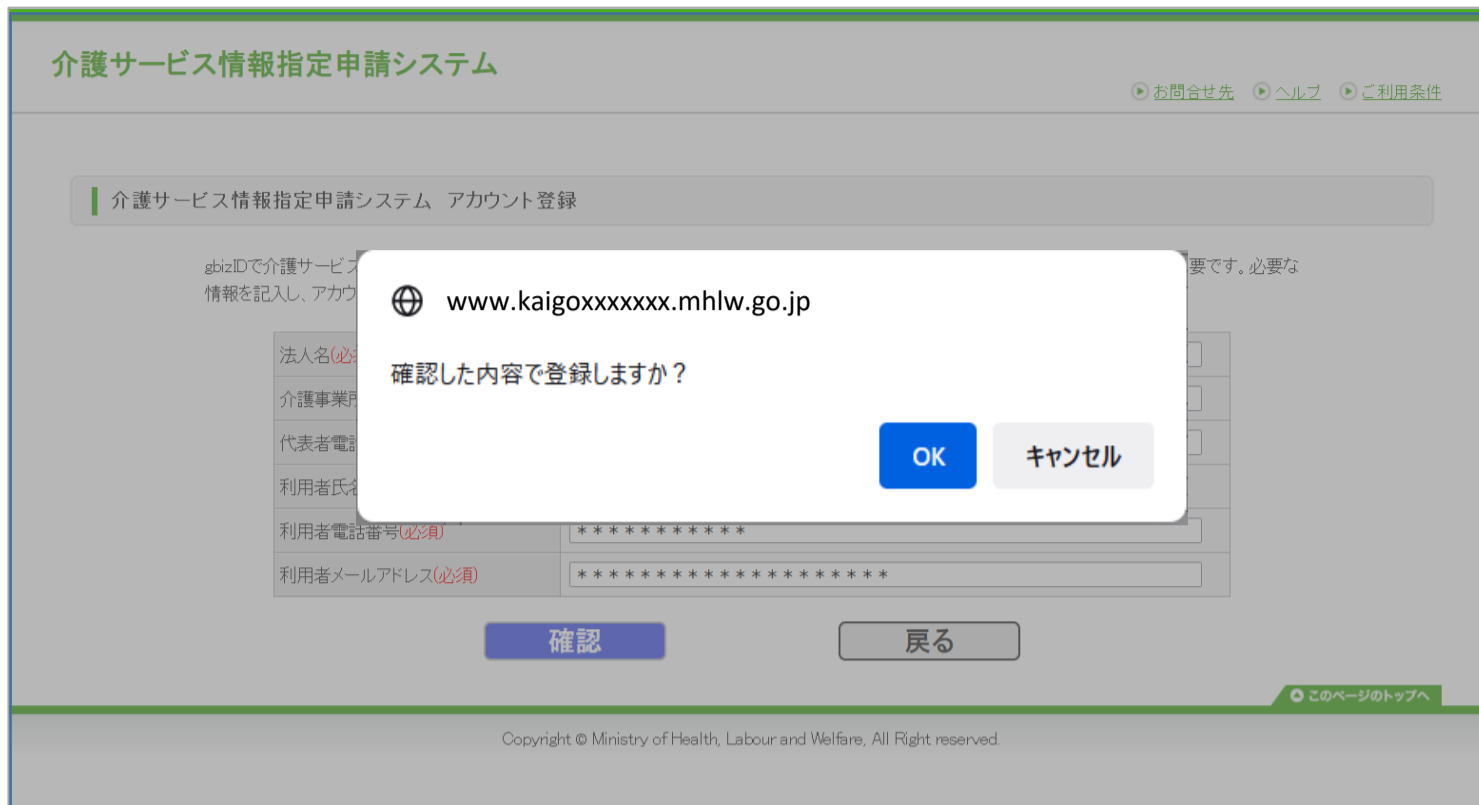 介護サービス情報指定申請システム
お問合せ先 ヘルプ ご利用条件
介護サービス情報指定申請システム アカウント登録
gbizIDで介護サービス 要です。必要な
情報を記入し、アカウ
www.kaigoxxxxxxx.mhlw.go.jp
確認した内容で登録しますか？
OK キャンセル
法人名(必
介護事業所
代表者電話
利用者氏名
利用者電話番号(必須) ***********
利用者メールアドレス(必須) ********************
確認 戻る
このページのトップへ
Copyright © Ministry of Health, Labour and Welfare, All Right reserved.